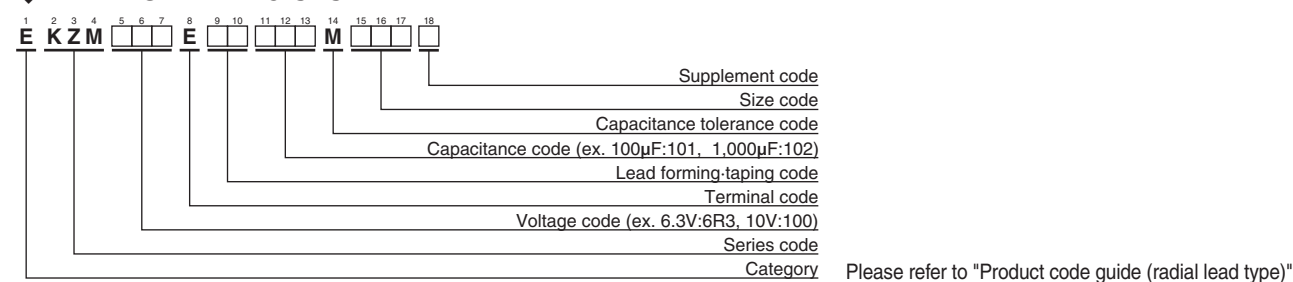 1 2 3 4 5 6 7 8 9 10 11 12 13 14 15 16 17 18
E KZM □□□ E □□ □□□ M □□□ □
Supplement code
Size code
Capacitance tolerance code
Capacitance code (ex. 100µF:101, 1,000µF:102)
Lead forming·taping code
Terminal code
Voltage code (ex. 6.3V:6R3, 10V:100)
Series code
Category Please refer to "Product code guide (radial lead type)"